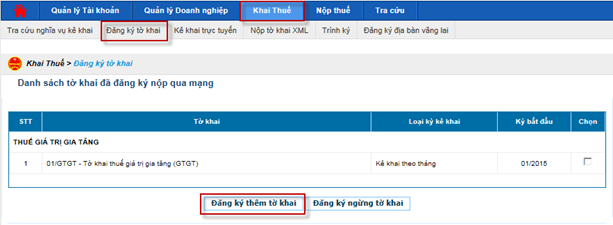 Quản lý Tài khoản Quản lý Doanh nghiệp Khai Thuế Nộp thuế Tra cứu
Tra cứu nghĩa vụ kê khai Đăng ký tờ khai Kê khai trực tuyến Nộp tờ khai XML Trình ký Đăng ký địa bàn vãng lai
Khai Thuế > Đăng ký tờ khai
Danh sách tờ khai đã đăng ký nộp qua mạng
STT Tờ khai Loại kỳ kê khai Kỳ bắt đầu Chọn
THUẾ GIÁ TRỊ GIA TĂNG
1 01/GTGT - Tờ khai thuế giá trị gia tăng (GTGT) Kê khai theo tháng 01/2015
Đăng ký thêm tờ khai Đăng ký ngừng tờ khai